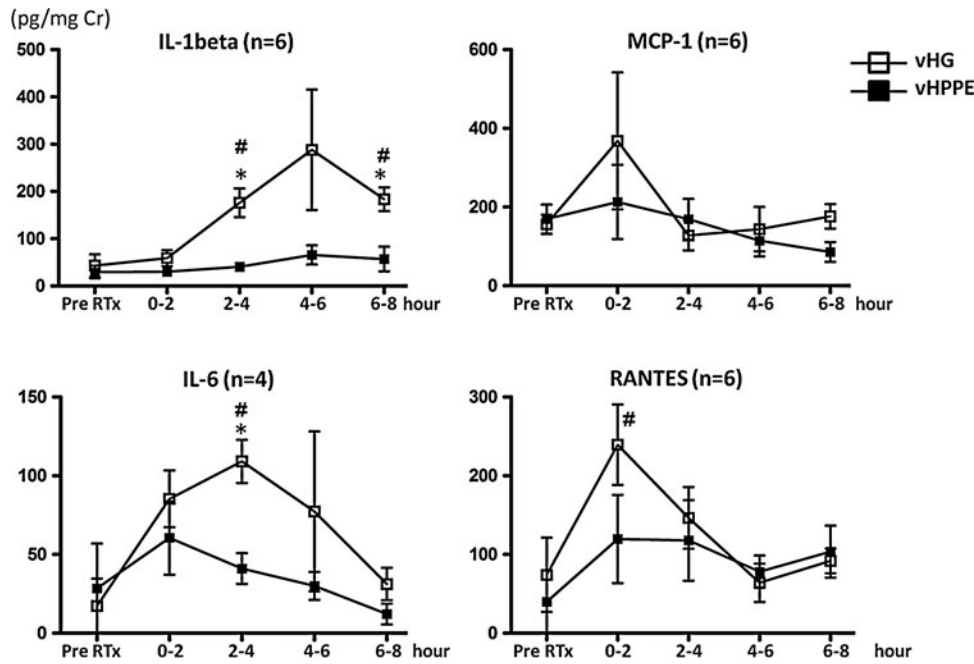 (pg/mg Cr)
IL-1beta (n=6)
500
400
300
200
100
0
#
*
#
*
Pre RTx 0-2 2-4 4-6 6-8 hour
MCP-1 (n=6)
600
400
200
0
Pre RTx 0-2 2-4 4-6 6-8 hour
vHG
vHPPE
IL-6 (n=4)
150
100
50
0
#
*
Pre RTx 0-2 2-4 4-6 6-8 hour
RANTES (n=6)
300
200
100
0
#
Pre RTx 0-2 2-4 4-6 6-8 hour